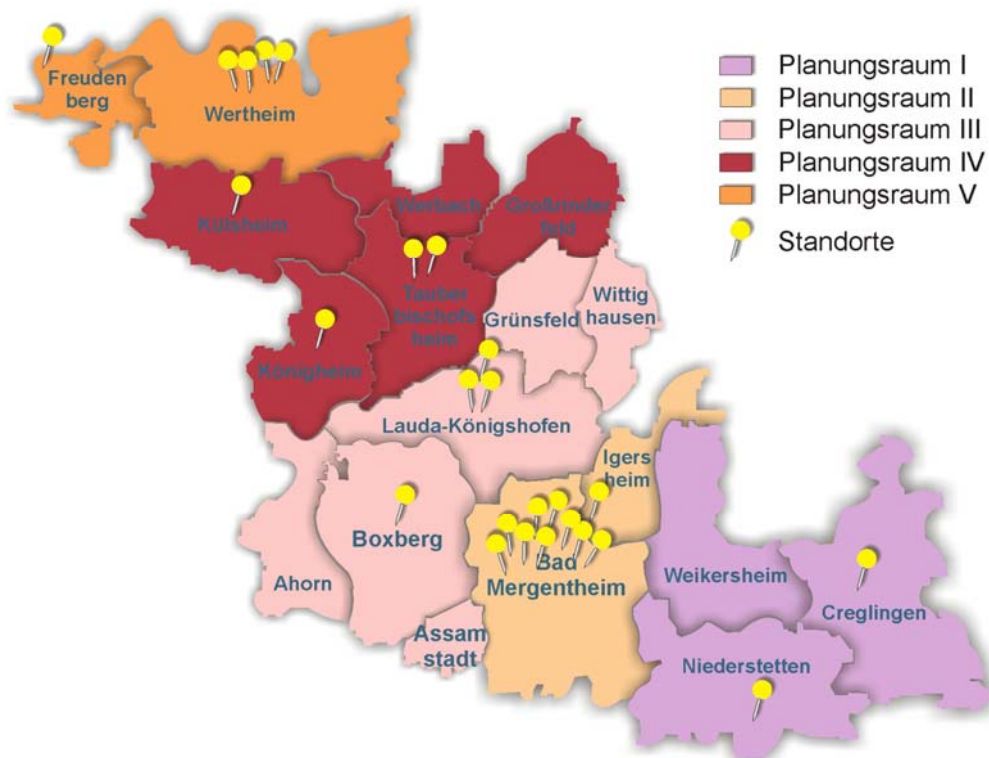 Freuden
berg
Wertheim
Külsheim
Werbach
Großrinder
feld
Tauber
bischofs
heim
Königheim
Grünsfeld
Wittig
hausen
Lauda-Königshofen
Igers
heim
Boxberg
Ahorn
Assam
stadt
Bad
Mergentheim
Weikersheim
Creglingen
Niederstetten
Planungsraum I
Planungsraum II
Planungsraum III
Planungsraum IV
Planungsraum V
Standorte